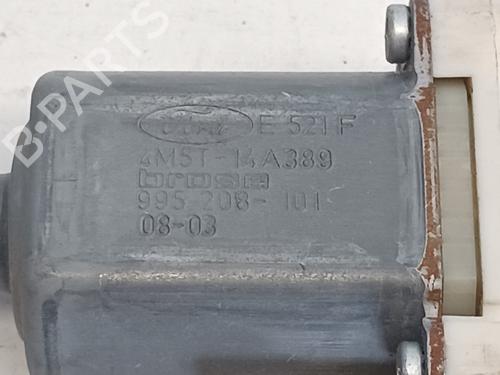 Ford E 521F
4M5T-14A389
brose
995 208-101
08-03
B-PARTS